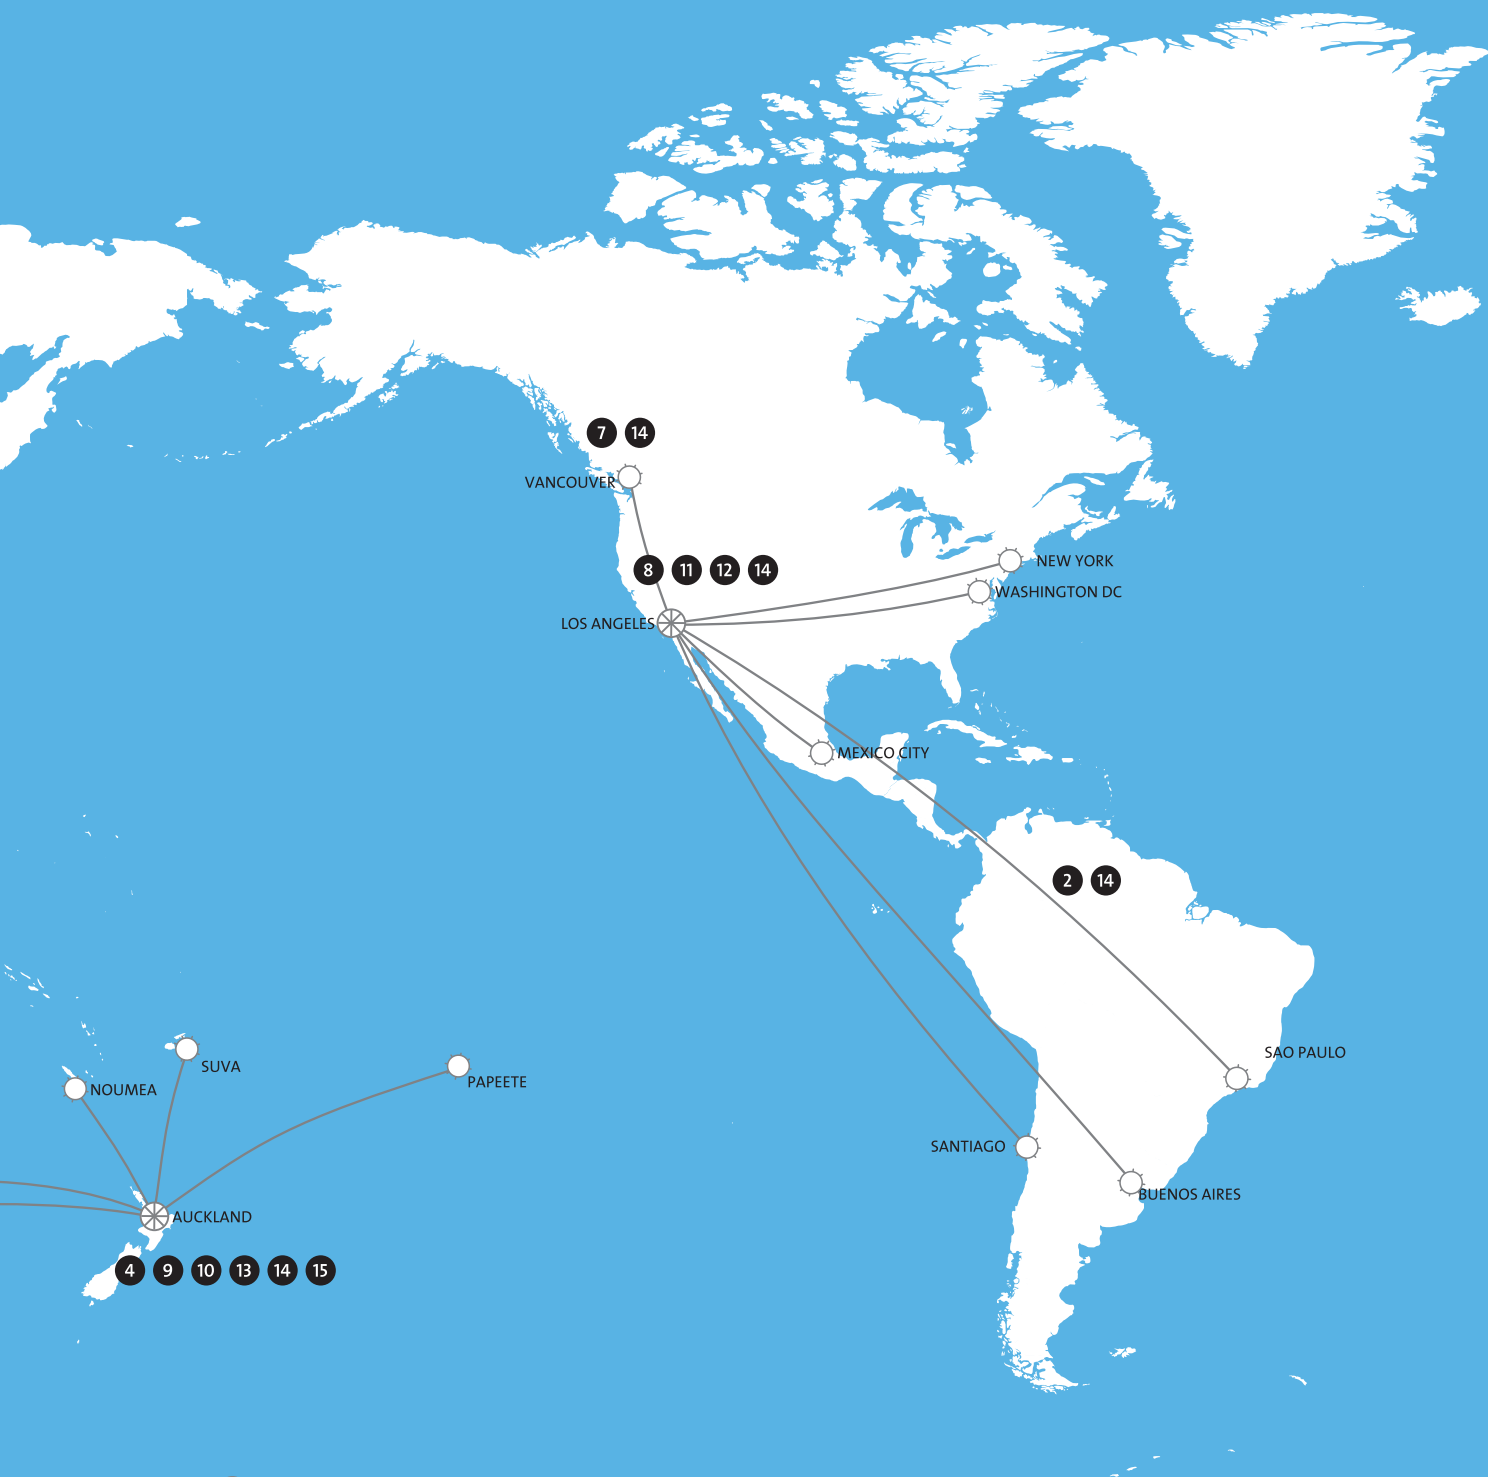 7 14
VANCOUVER
8 11 12 14
NEW YORK
WASHINGTON DC
LOS ANGELES
MEXICO CITY
2 14
SAO PAULO
SUVA
NOUMEA
PAPEETE
SANTIAGO
BUENOS AIRES
AUCKLAND
4 9 10 13 14 15